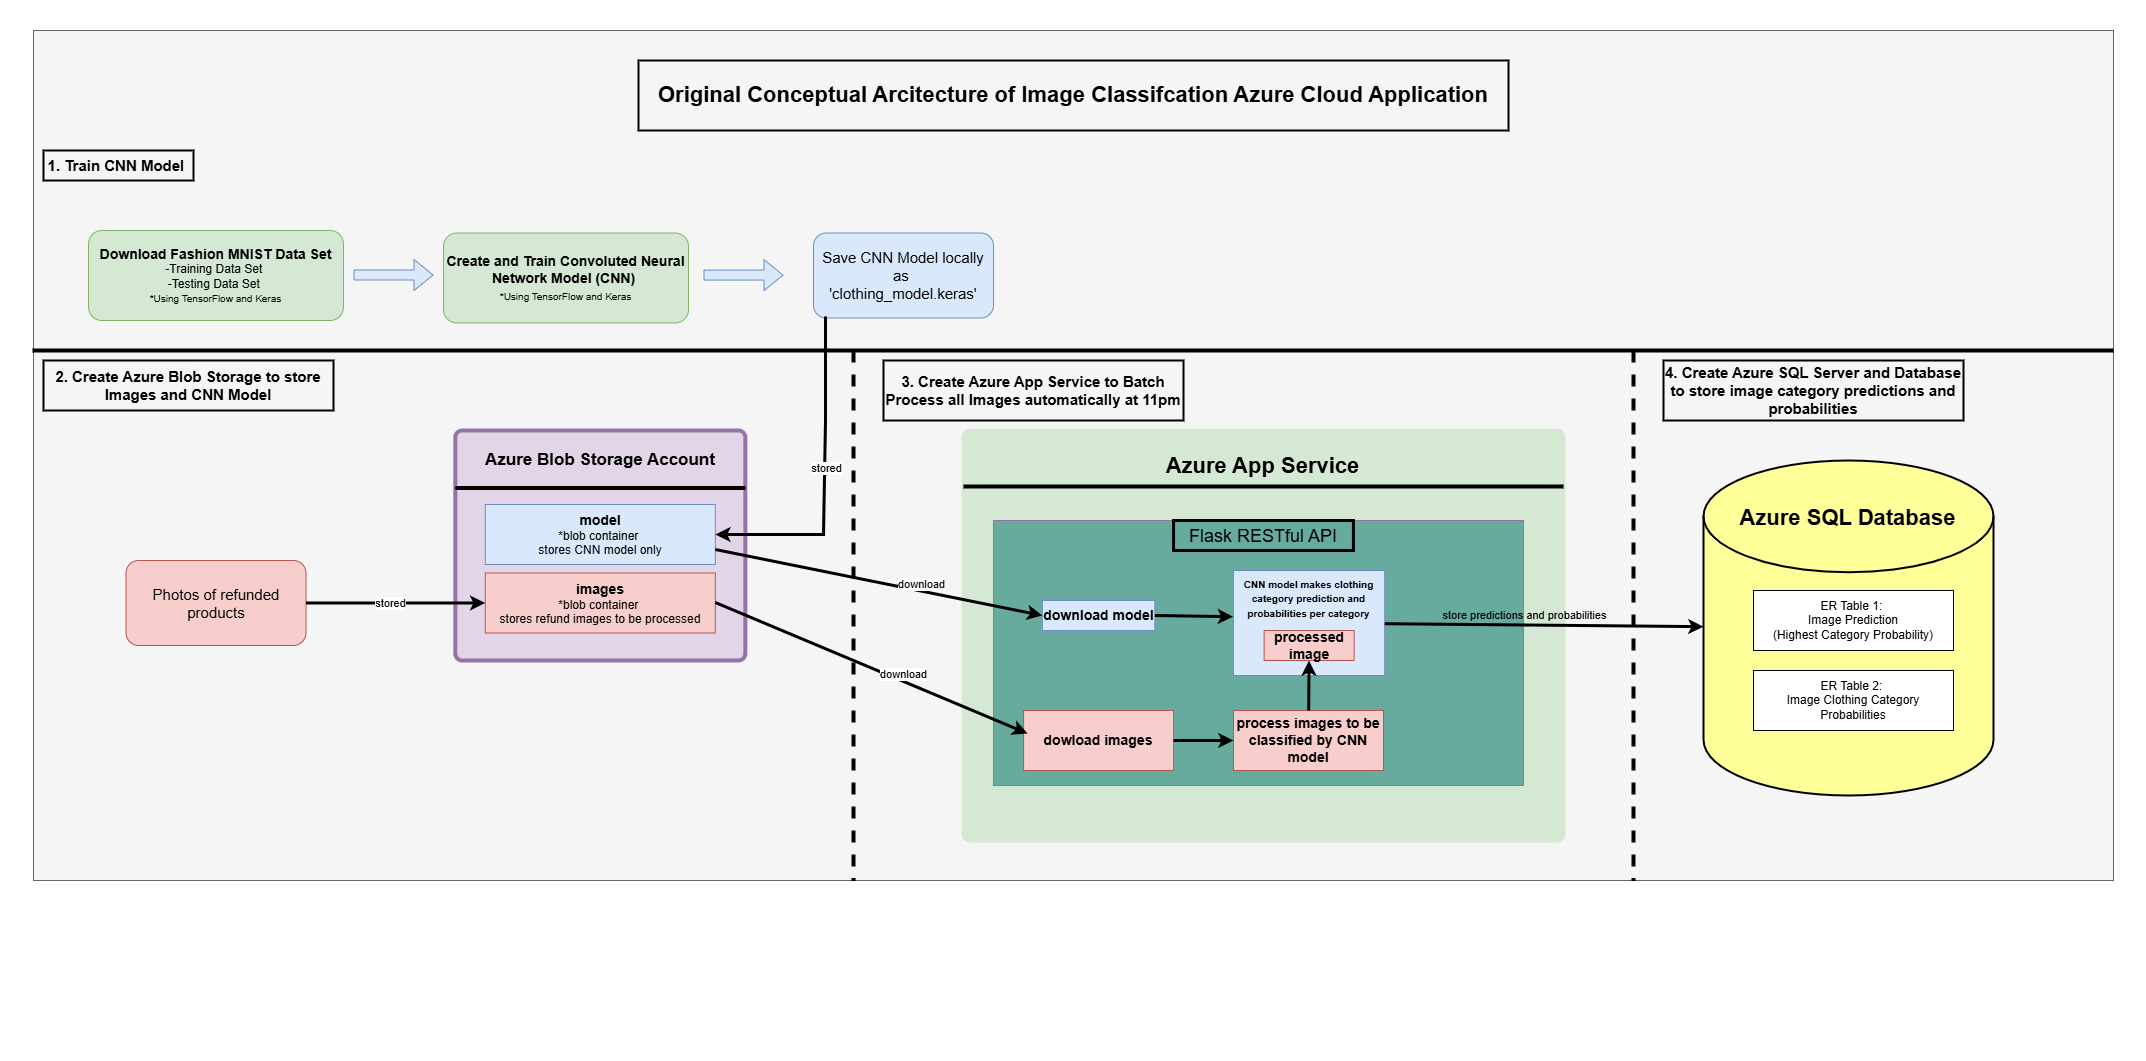 Original Conceptual Arcitecture of Image Classifcation Azure Cloud Application
1. Train CNN Model
Download Fashion MNIST Data Set
-Training Data Set
-Testing Data Set
*Using TensorFlow and Keras
Create and Train Convoluted Neural
Network Model (CNN)
*Using TensorFlow and Keras
Save CNN Model locally
as
'clothing_model.keras'
2. Create Azure Blob Storage to store
Images and CNN Model
Photos of refunded
products
stored
Azure Blob Storage Account
model
*blob container
stores CNN model only
images
*blob container
stores refund images to be processed
stored
download
download
3. Create Azure App Service to Batch
Process all Images automatically at 11pm
Azure App Service
Flask RESTful API
download model
CNN model makes clothing
category prediction and
probabilities per category
processed
image
dowload images
process images to be
classified by CNN
model
store predictions and probabilities
4. Create Azure SQL Server and Database
to store image category predictions and
probabilities
Azure SQL Database
ER Table 1:
Image Prediction
(Highest Category Probability)
ER Table 2:
Image Clothing Category
Probabilities